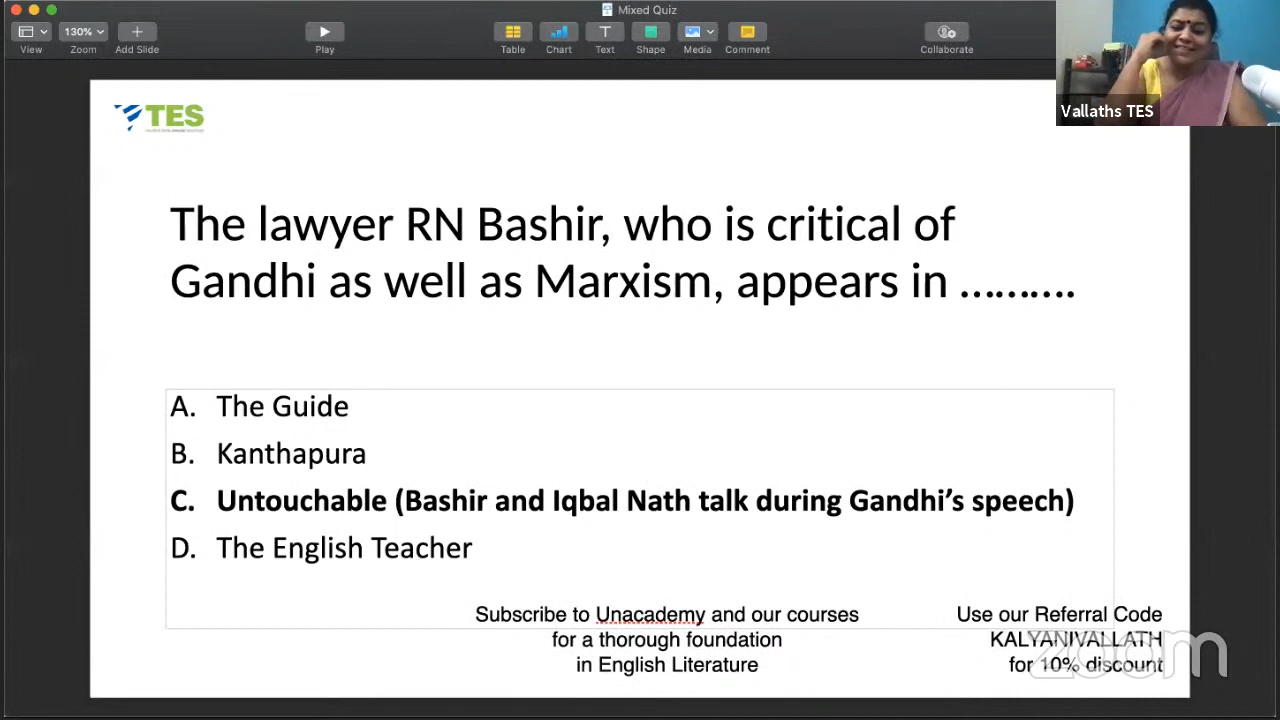 Mixed Quiz
130%
View
Zoom
Add Slide
Play
Table
Chart
Text
Shape
Media
Comment
Collaborate
Vallaths TES
TES
The lawyer RN Bashir, who is critical of
Gandhi as well as Marxism, appears in ……….
A. The Guide
B. Kanthapura
C. Untouchable (Bashir and Iqbal Nath talk during Gandhi’s speech)
D. The English Teacher
Subscribe to Unacademy and our courses
for a thorough foundation
in English Literature
Use our Referral Code
KALYANIVALLATH
for 10% discount
zoom